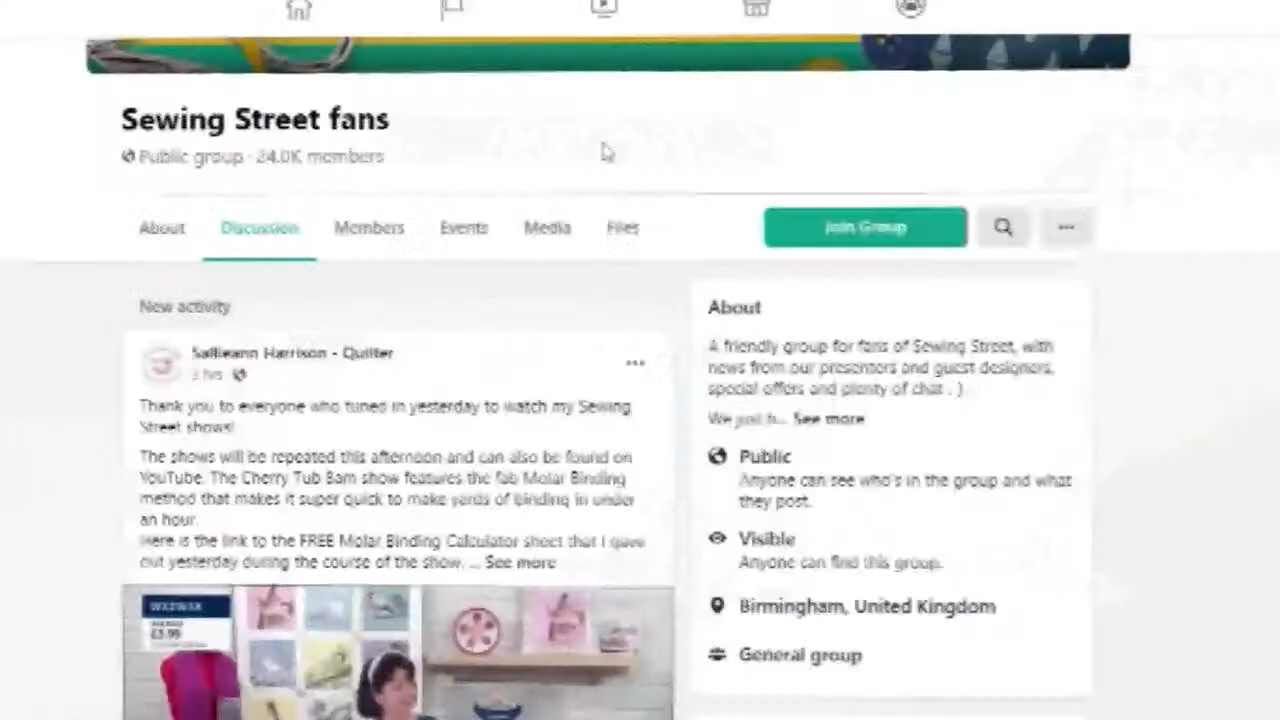 Sewing Street fans
Public group · 24.0K members
About Discussion Members Events Media Files
Join Group
New activity
Sallieann Harrison - Quilter
3 hrs
Thank you to everyone who tuned in yesterday to watch my Sewing
Street shows!
The shows will be repeated this afternoon and can also be found on
YouTube. The Cherry Tub 8am show features the fab Molar Binding
method that makes it super quick to make yards of binding in under
an hour.
Here is the link to the FREE Molar Binding Calculator sheet that I gave
out yesterday during the course of the show. ... See more
£3.99
About
A friendly group for fans of Sewing Street, with
news from our presenters and guest designers,
special offers and plenty of chat . )
We just h... See more
Public
Anyone can see who's in the group and what
they post.
Visible
Anyone can find this group.
Birmingham, United Kingdom
General group